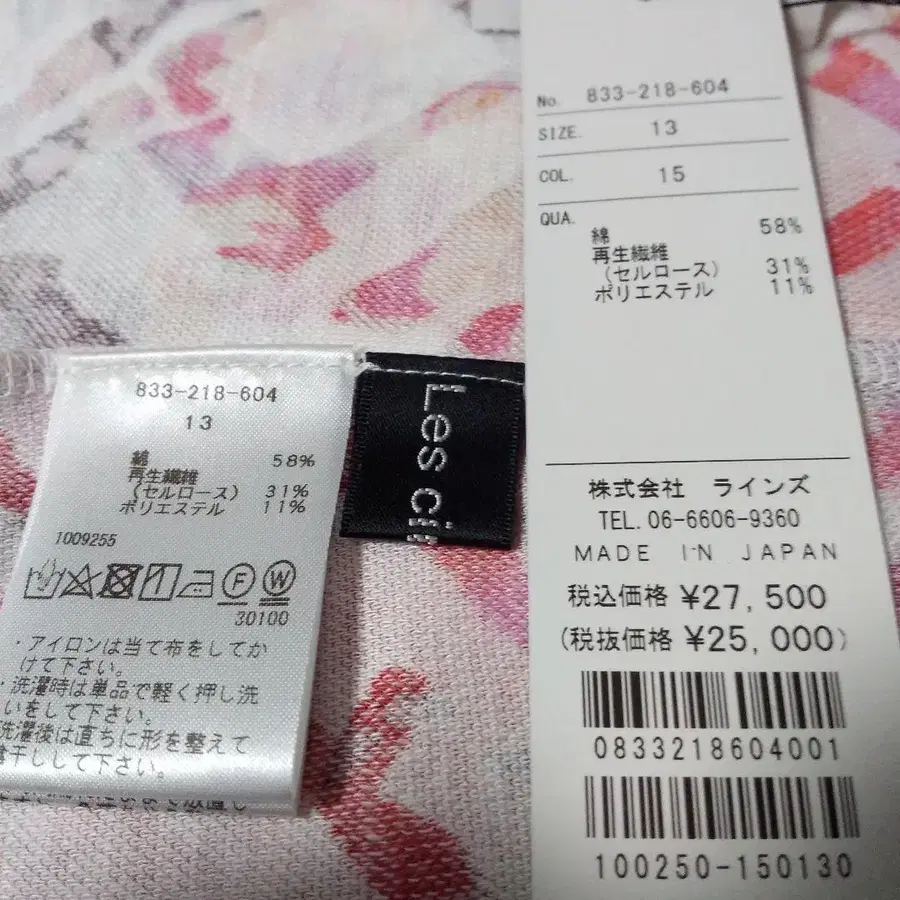 No. 833-218-604
SIZE. 13
COL. 15
QUA.
綿 58%
再生繊維
(セルロース) 31%
ポリエステル 11%
株式会社 ラインズ
TEL. 06-6606-9360
MADE IN JAPAN
税込価格 ¥27,500
(税抜価格 ¥25,000)
0833218604001
100250-150130
833-218-604
13
綿 58%
再生繊維
(セルロース) 31%
ポリエステル 11%
1009255
F W
30100
・アイロンは当て布をしてか
けて下さい。
・洗濯時は単品で軽く押し洗
いをして下さい。
洗濯後は直ちに形を整えて
干しして下さい。
Les